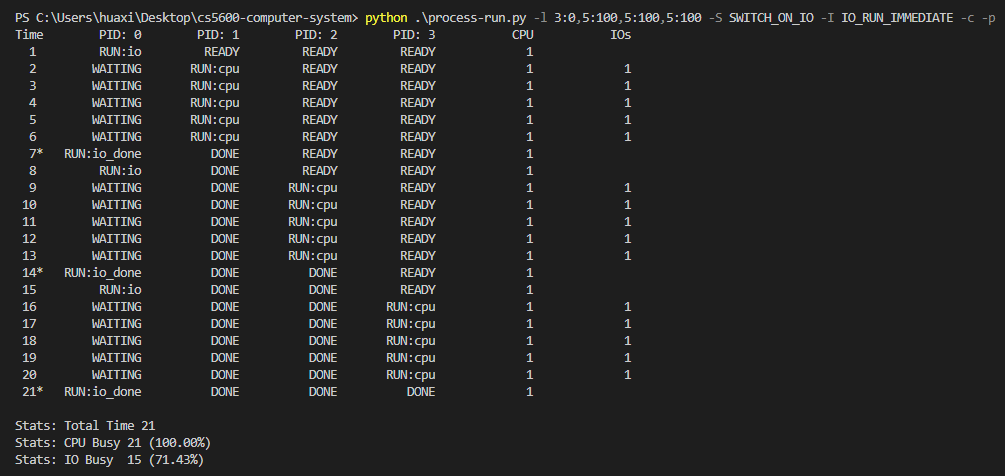 PS C:\Users\huaxi\Desktop\cs5600-computer-system> python .\process-run.py -l 3:0,5:100,5:100,5:100 -S SWITCH_ON_IO -I IO_RUN_IMMEDIATE -c -p
Time PID: 0 PID: 1 PID: 2 PID: 3 CPU IOs
1 RUN:io READY READY READY 1
2 WAITING RUN:cpu READY READY 1 1
3 WAITING RUN:cpu READY READY 1 1
4 WAITING RUN:cpu READY READY 1 1
5 WAITING RUN:cpu READY READY 1 1
6 WAITING RUN:cpu READY READY 1 1
7* RUN:io_done DONE READY READY 1
8 RUN:io DONE READY READY 1
9 WAITING DONE RUN:cpu READY 1 1
10 WAITING DONE RUN:cpu READY 1 1
11 WAITING DONE RUN:cpu READY 1 1
12 WAITING DONE RUN:cpu READY 1 1
13 WAITING DONE RUN:cpu READY 1 1
14* RUN:io_done DONE DONE READY 1
15 RUN:io DONE DONE READY 1
16 WAITING DONE DONE RUN:cpu 1 1
17 WAITING DONE DONE RUN:cpu 1 1
18 WAITING DONE DONE RUN:cpu 1 1
19 WAITING DONE DONE RUN:cpu 1 1
20 WAITING DONE DONE RUN:cpu 1 1
21* RUN:io_done DONE DONE DONE 1
Stats: Total Time 21
Stats: CPU Busy 21 (100.00%)
Stats: IO Busy 15 (71.43%)